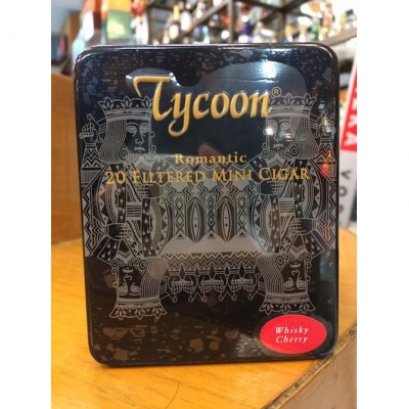 Tycoon®
Romantic
20 FILTERED MINI CIGAR
Whisky
Cherry